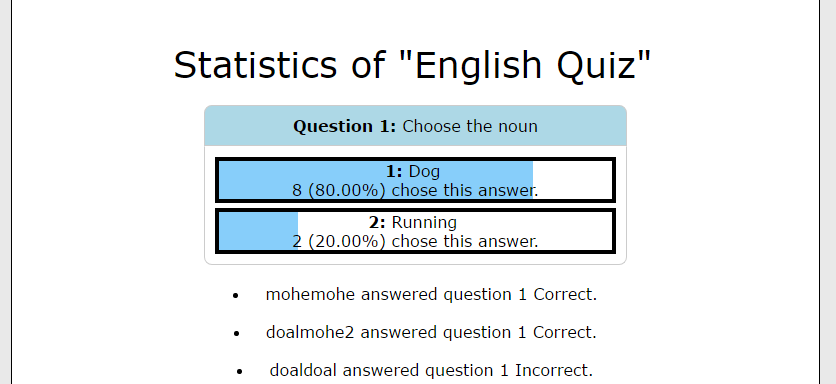 Statistics of "English Quiz"
Question 1: Choose the noun
1: Dog
8 (80.00%) chose this answer.
2: Running
2 (20.00%) chose this answer.
mohemohe answered question 1 Correct.
doalmohe2 answered question 1 Correct.
doaldoal answered question 1 Incorrect.